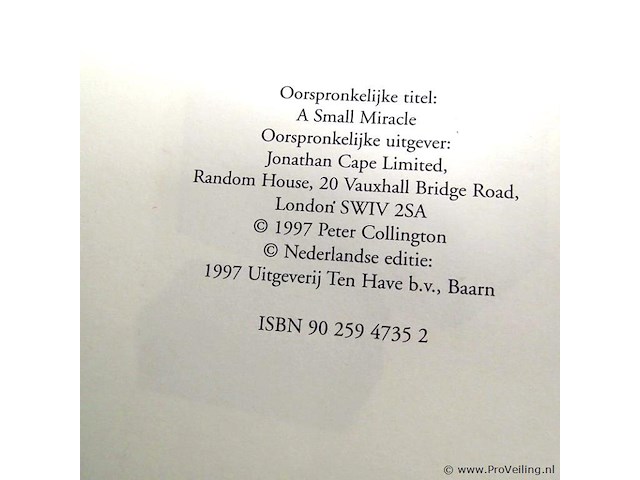 Oorspronkelijke titel:
A Small Miracle
Oorspronkelijke uitgever:
Jonathan Cape Limited,
Random House, 20 Vauxhall Bridge Road,
London SWIV 2SA
© 1997 Peter Collington
© Nederlandse editie:
1997 Uitgeverij Ten Have b.v., Baarn
ISBN 90 259 4735 2
© www.ProVeiling.nl